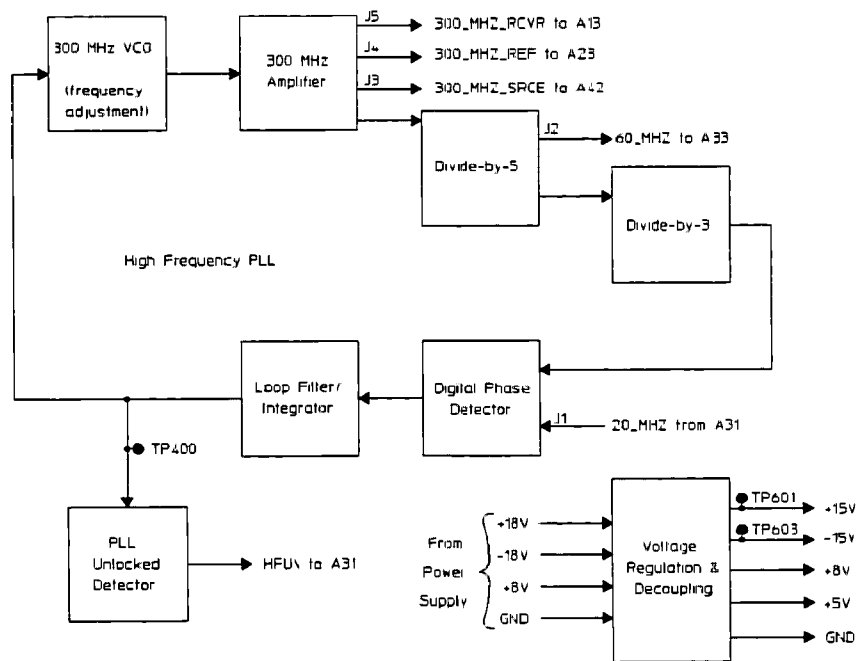 300 MHz VCO
(frequency
adjustment)
300 MHz
Amplifier
J5
300_MHZ_RCVR to A13
J4
300_MHZ_REF to A23
J3
300_MHZ_SRCE to A42
Divide-by-5
J2
60_MHZ to A33
Divide-by-3
High Frequency PLL
Loop Filter/
Integrator
Digital Phase
Detector
J1
20_MHZ from A31
TP400
PLL
Unlocked
Detector
HFUN to A31
From
Power
Supply
+18V
-18V
+8V
GND
Voltage
Regulation &
Decoupling
TP601
+15V
TP603
-15V
+8V
+5V
GND